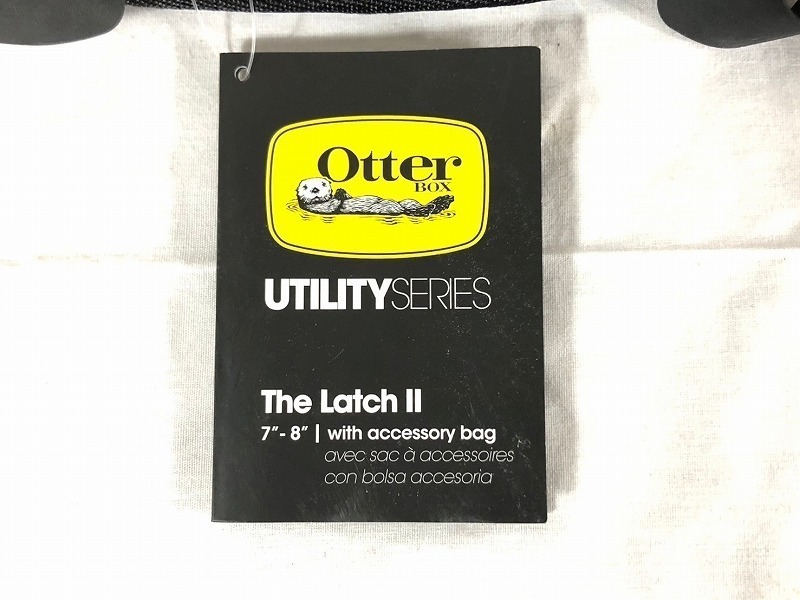 Otter
BOX
UTILITYSERIES
The Latch II
7"- 8" | with accessory bag
avec sac à accessoires
con bolsa accesoria